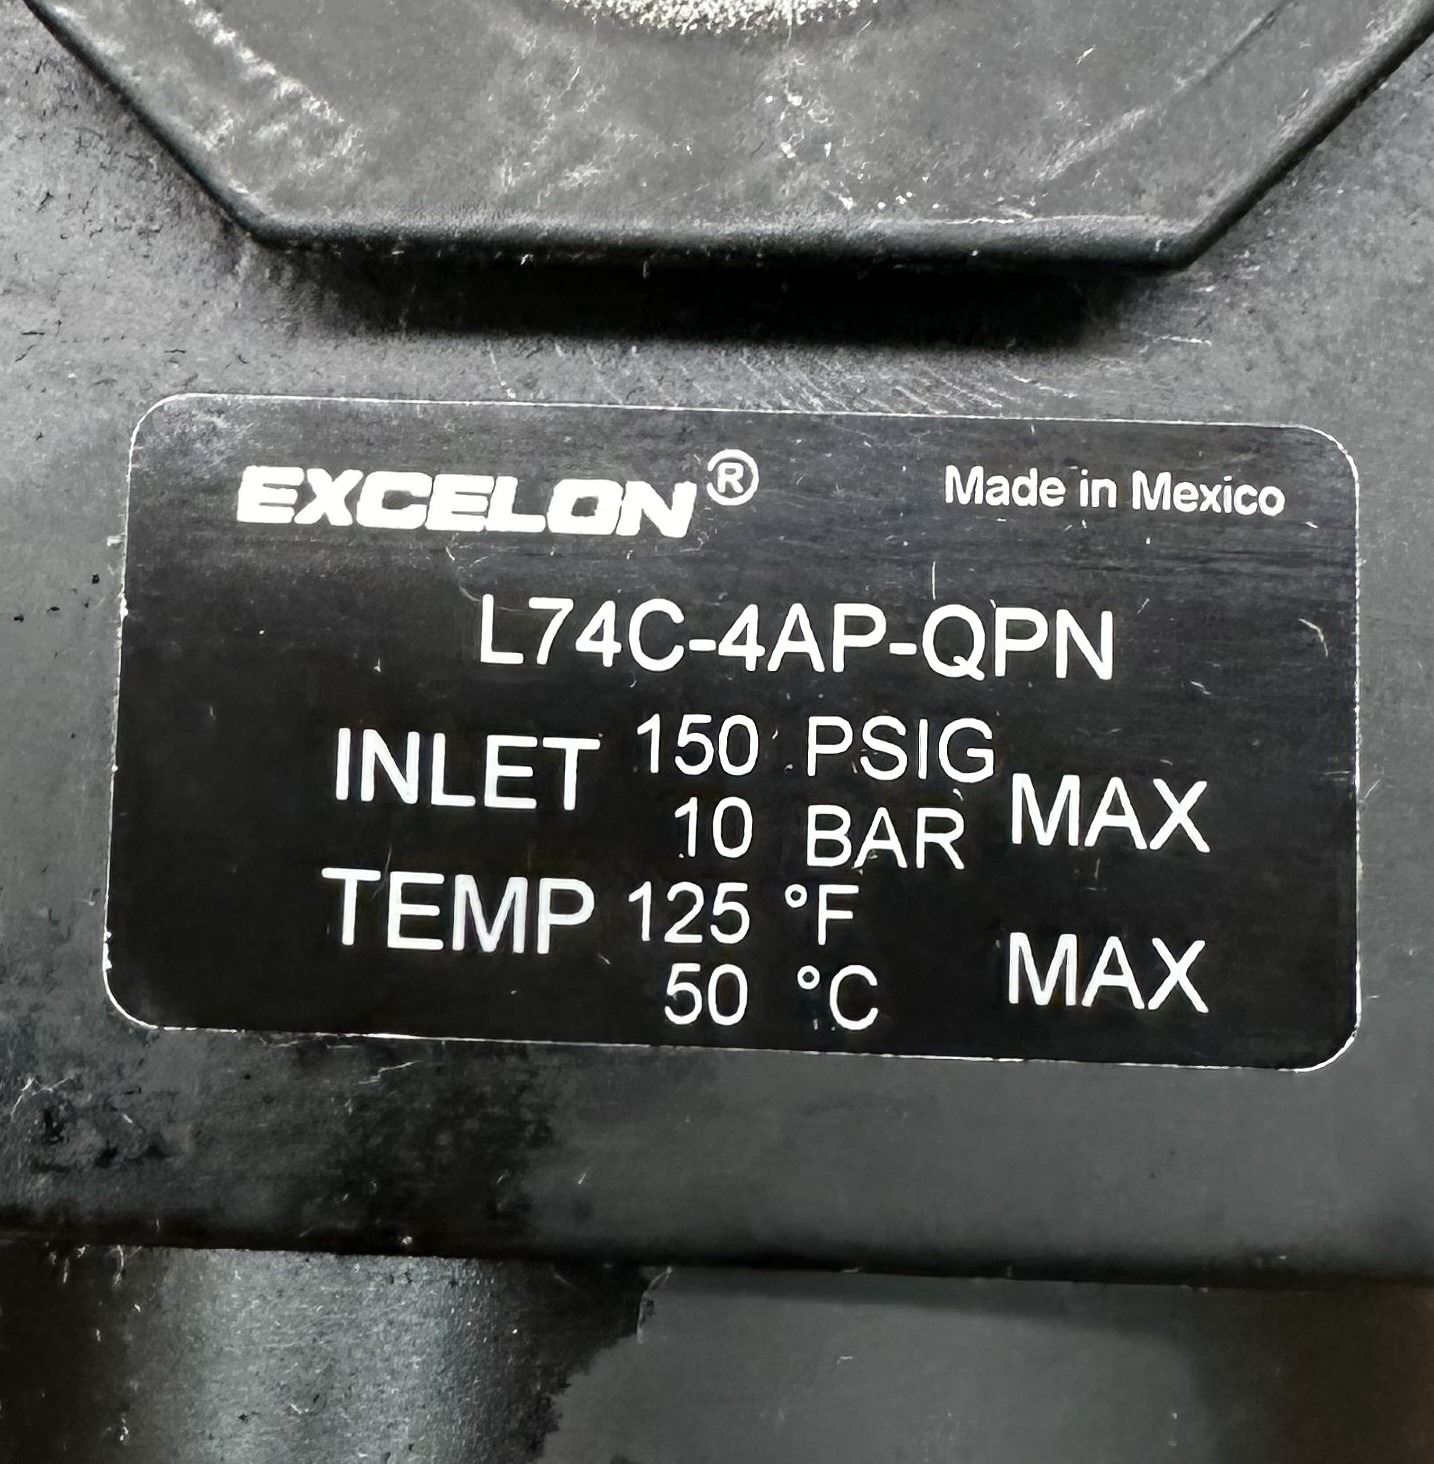 EXCELON® Made in Mexico
L74C-4AP-QPN
INLET 150 PSIG MAX
10 BAR
TEMP 125 °F
50 °C MAX